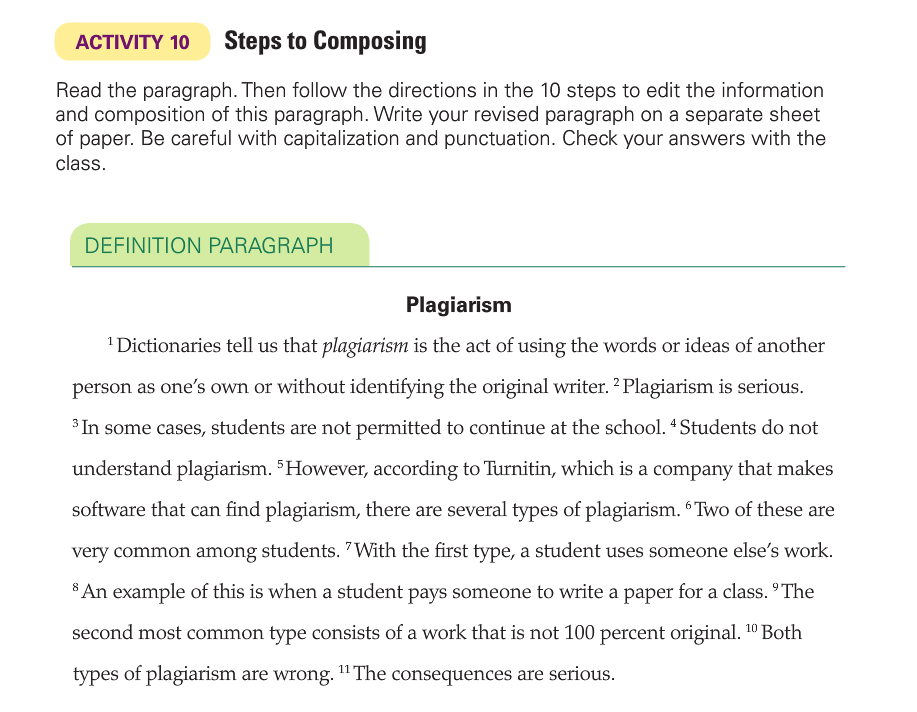 ACTIVITY 10 Steps to Composing
Read the paragraph. Then follow the directions in the 10 steps to edit the information
and composition of this paragraph. Write your revised paragraph on a separate sheet
of paper. Be careful with capitalization and punctuation. Check your answers with the
class.
DEFINITION PARAGRAPH
Plagiarism
¹ Dictionaries tell us that plagiarism is the act of using the words or ideas of another
person as one's own or without identifying the original writer. ² Plagiarism is serious.
³ In some cases, students are not permitted to continue at the school. ⁴ Students do not
understand plagiarism. ⁵ However, according to Turnitin, which is a company that makes
software that can find plagiarism, there are several types of plagiarism. ⁶ Two of these are
very common among students. ⁷ With the first type, a student uses someone else's work.
⁸ An example of this is when a student pays someone to write a paper for a class. ⁹ The
second most common type consists of a work that is not 100 percent original. ¹⁰ Both
types of plagiarism are wrong. ¹¹ The consequences are serious.